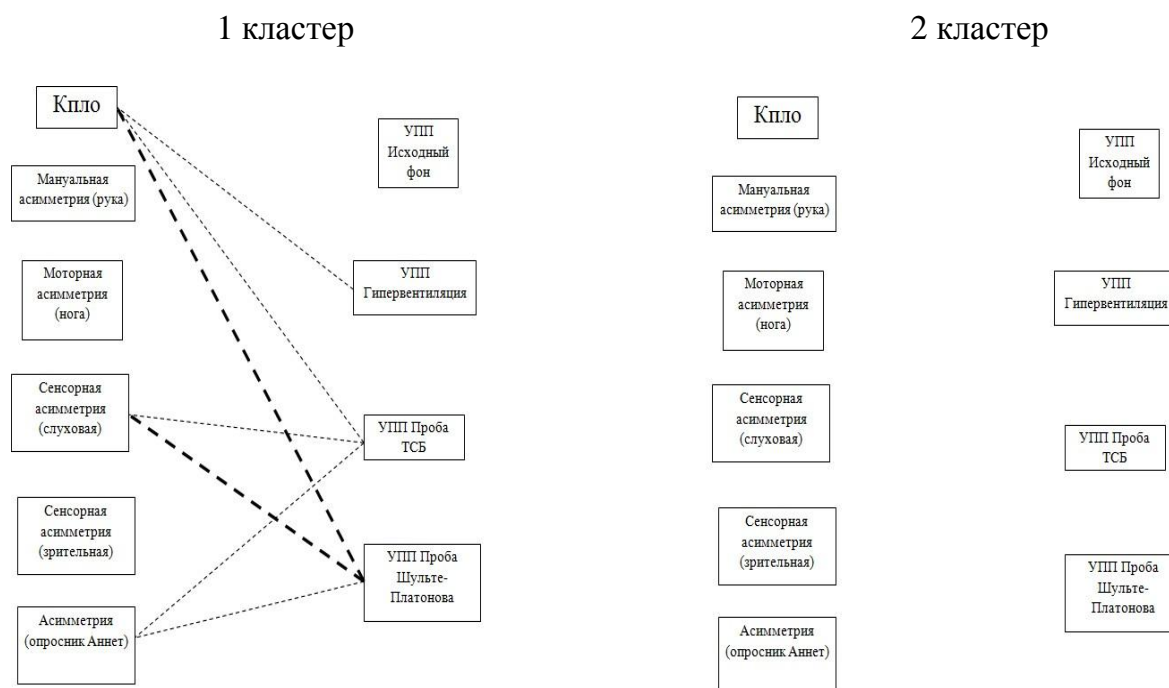 1 кластер
Кпло
Мануальная
асимметрия (рука)
Моторная
асимметрия
(нога)
Сенсорная
асимметрия
(слуховая)
Сенсорная
асимметрия
(зрительная)
Асимметрия
(опросник Аннет)
УПП
Исходный
фон
УПП
Гипервентиляция
УПП Проба
ТСБ
УПП Проба
Шульте-
Платонова
2 кластер
Кпло
Мануальная
асимметрия (рука)
Моторная
асимметрия
(нога)
Сенсорная
асимметрия
(слуховая)
Сенсорная
асимметрия
(зрительная)
Асимметрия
(опросник Аннет)
УПП
Исходный
фон
УПП
Гипервентиляция
УПП Проба
ТСБ
УПП Проба
Шульте-
Платонова